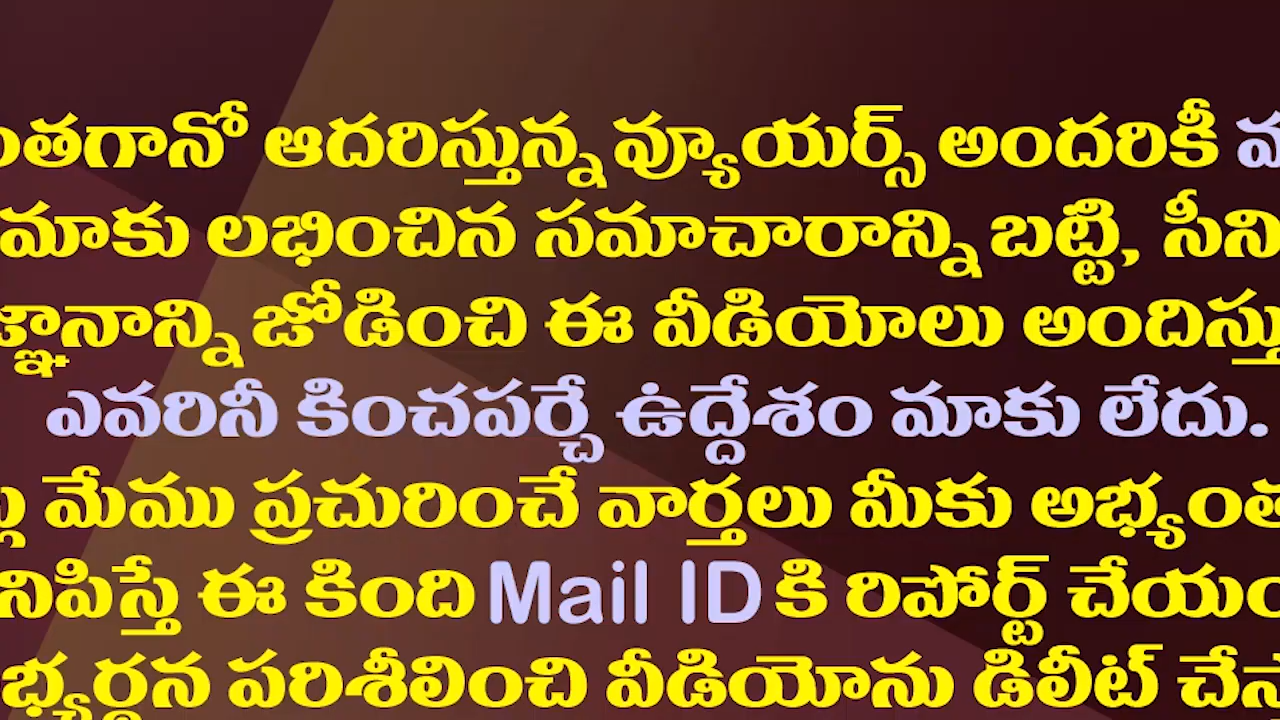 ంతగానో ఆదరిస్తున్న వ్యూయర్స్ అందరికీ
మాకు లభించిన సమాచారాన్ని బట్టి, సీని
జ్ఞానాన్ని జోడించి ఈ వీడియోలు అందిస్తు
ఎవరినీ కించపర్చే ఉద్దేశం మాకు లేదు.
మేము ప్రచురించే వార్తలు మీకు అభ్యంత
నిపిస్తే ఈ కింది Mail ID కి రిపోర్ట్ చేయం
భ్యర్థన పరిశీలించి వీడియోను డిలీట్ చేస